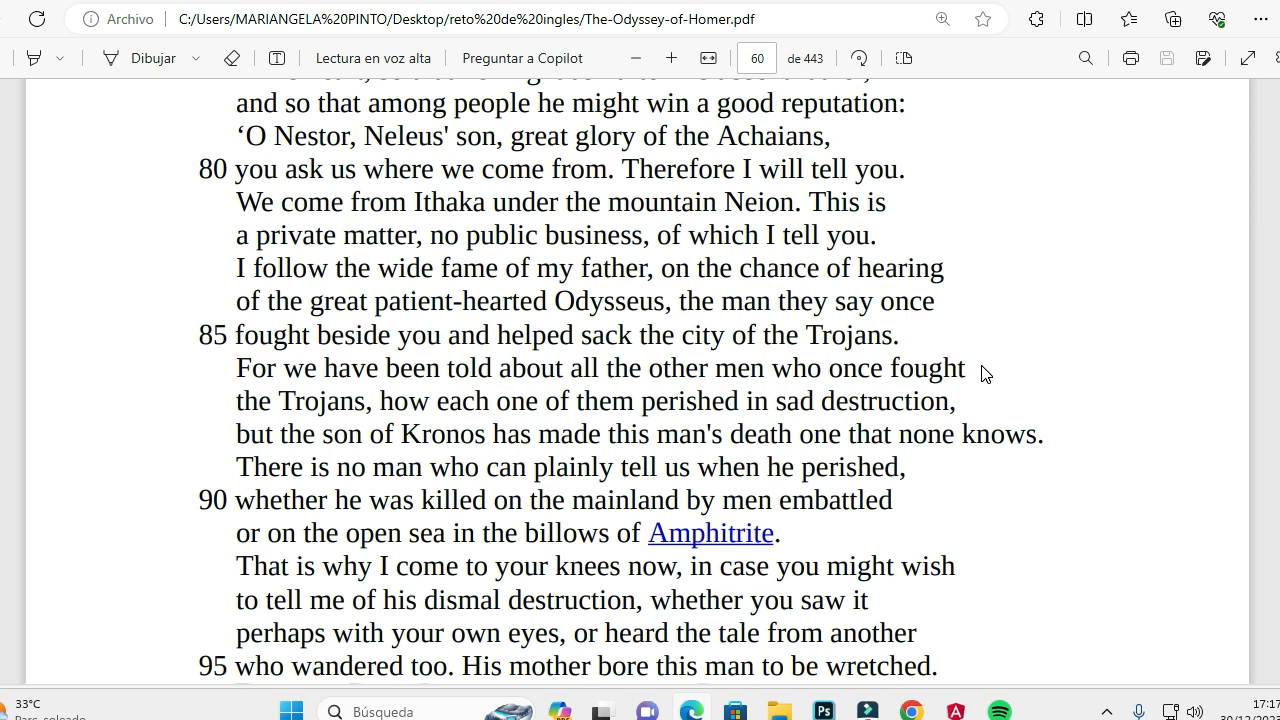 Archivo C:/Users/MARIANGELA%20PINTO/Desktop/reto%20de%20ingles/The-Odyssey-of-Homer.pdf
Dibujar Lectura en voz alta Preguntar a Copilot 60 de 443
and so that among people he might win a good reputation:
‘O Nestor, Neleus' son, great glory of the Achaians,
80 you ask us where we come from. Therefore I will tell you.
We come from Ithaka under the mountain Neion. This is
a private matter, no public business, of which I tell you.
I follow the wide fame of my father, on the chance of hearing
of the great patient-hearted Odysseus, the man they say once
85 fought beside you and helped sack the city of the Trojans.
For we have been told about all the other men who once fought
the Trojans, how each one of them perished in sad destruction,
but the son of Kronos has made this man's death one that none knows.
There is no man who can plainly tell us when he perished,
90 whether he was killed on the mainland by men embattled
or on the open sea in the billows of Amphitrite.
That is why I come to your knees now, in case you might wish
to tell me of his dismal destruction, whether you saw it
perhaps with your own eyes, or heard the tale from another
95 who wandered too. His mother bore this man to be wretched.
33°C
Búsqueda
Ps